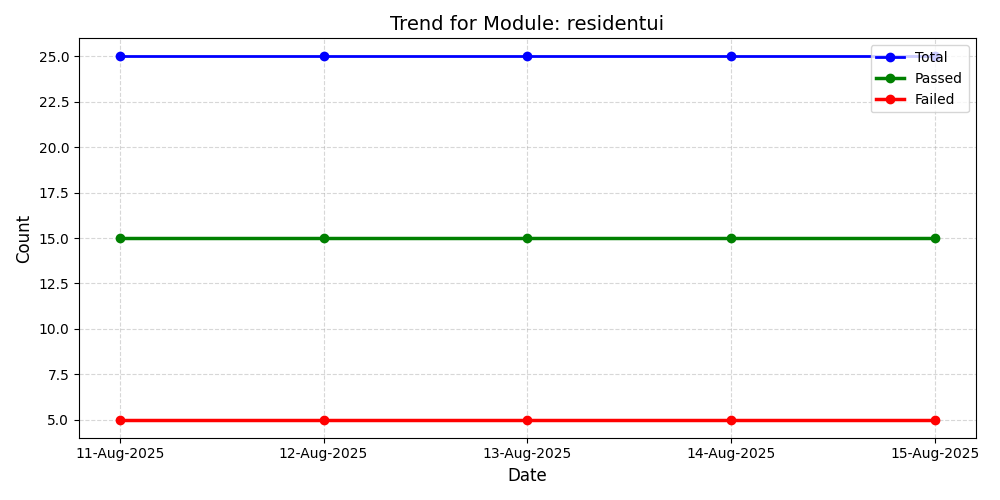 Trend for Module: residentui
Total
Passed
Failed
Count
25.0
22.5
20.0
17.5
15.0
12.5
10.0
7.5
5.0
11-Aug-2025
12-Aug-2025
13-Aug-2025
14-Aug-2025
15-Aug-2025
Date